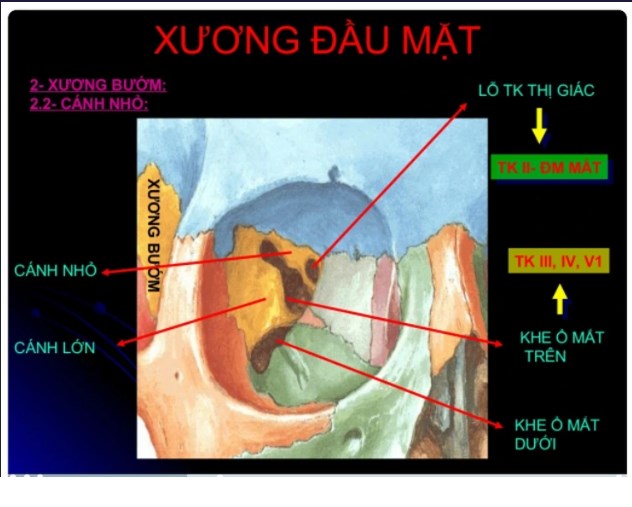 XƯƠNG ĐẦU MẶT
2- XƯƠNG BƯỚM:
2.2- CÁNH NHỎ:
LỖ TK THỊ GIÁC
TK II- ĐM MẮT
XƯƠNG BƯỚM
TK III, IV, V1
CÁNH NHỎ
CÁNH LỚN
KHE Ổ MẮT
TRÊN
KHE Ổ MẮT
DƯỚI